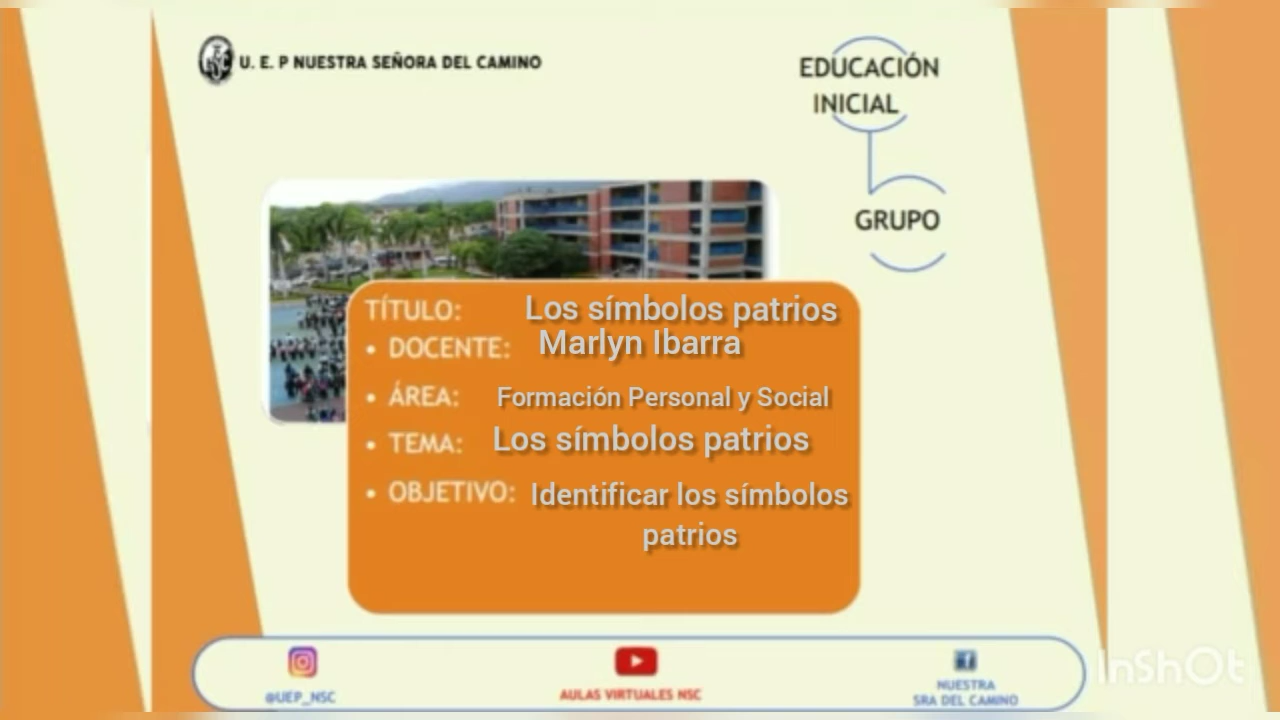 U. E. P NUESTRA SEÑORA DEL CAMINO
EDUCACIÓN
INICIAL
GRUPO
TÍTULO: Los símbolos patrios
• DOCENTE: Marlyn Ibarra
• ÁREA: Formación Personal y Social
• TEMA: Los símbolos patrios
• OBJETIVO: Identificar los símbolos
patrios
@UEP_NSC
AULAS VIRTUALES NSC
NUESTRA
SRA DEL CAMINO
InShOt